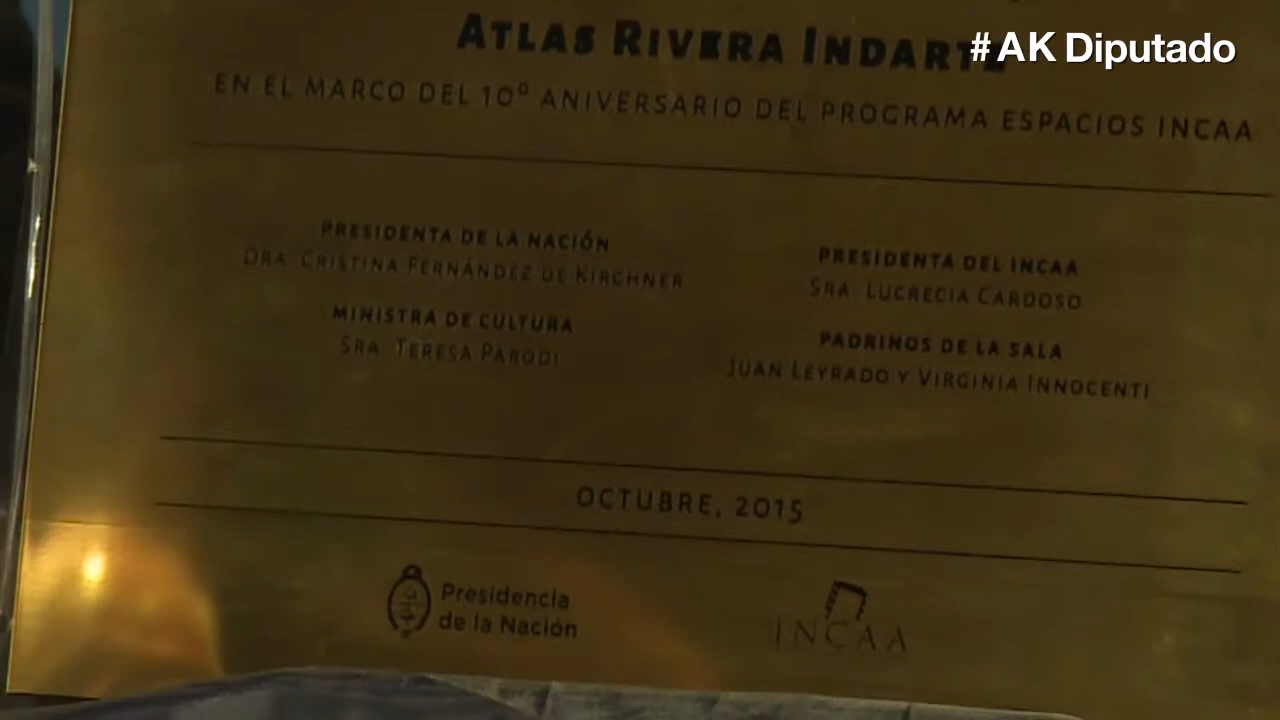 # AK Diputado
ATLAS RIVERA INDARTE
EN EL MARCO DEL 10º ANIVERSARIO DEL PROGRAMA ESPACIOS INCAA
PRESIDENTA DE LA NACIÓN
DRA. CRISTINA FERNÁNDEZ DE KIRCHNER
MINISTRA DE CULTURA
SRA. TERESA PARODI
PRESIDENTA DEL INCAA
SRA. LUCRECIA CARDOSO
PADRINOS DE LA SALA
JUAN LEYRADO Y VIRGINIA INNOCENTI
OCTUBRE, 2015
Presidencia
de la Nación
INCAA